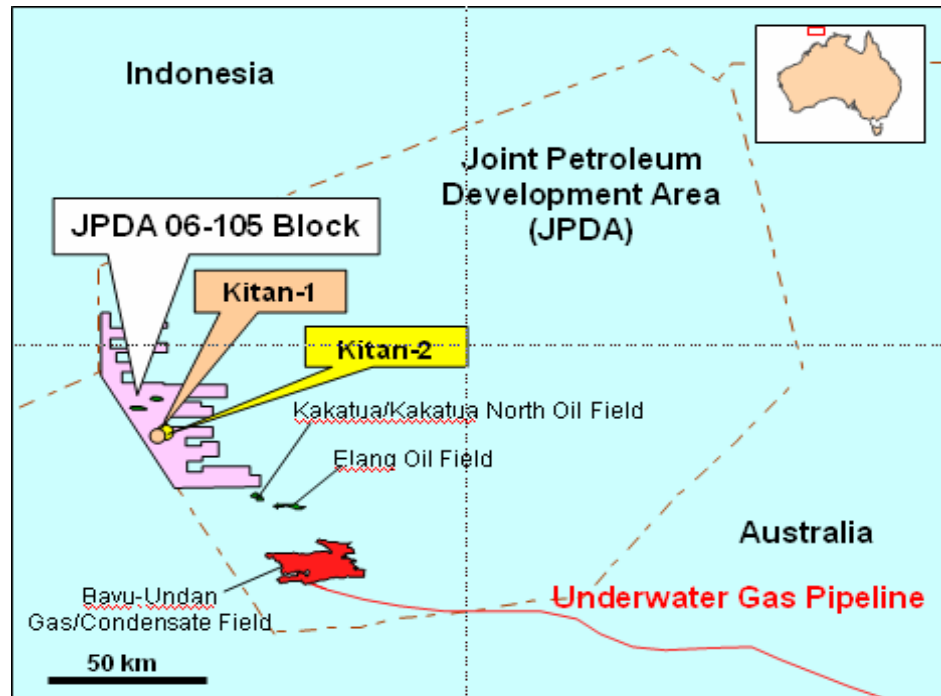 Indonesia
Joint Petroleum
Development Area
(JPDA)
JPDA 06-105 Block
Kitan-1
Kitan-2
Kakatua/Kakatua North Oil Field
Elang Oil Field
Australia
Bavu-Undan
Gas/Condensate Field
Underwater Gas Pipeline
50 km